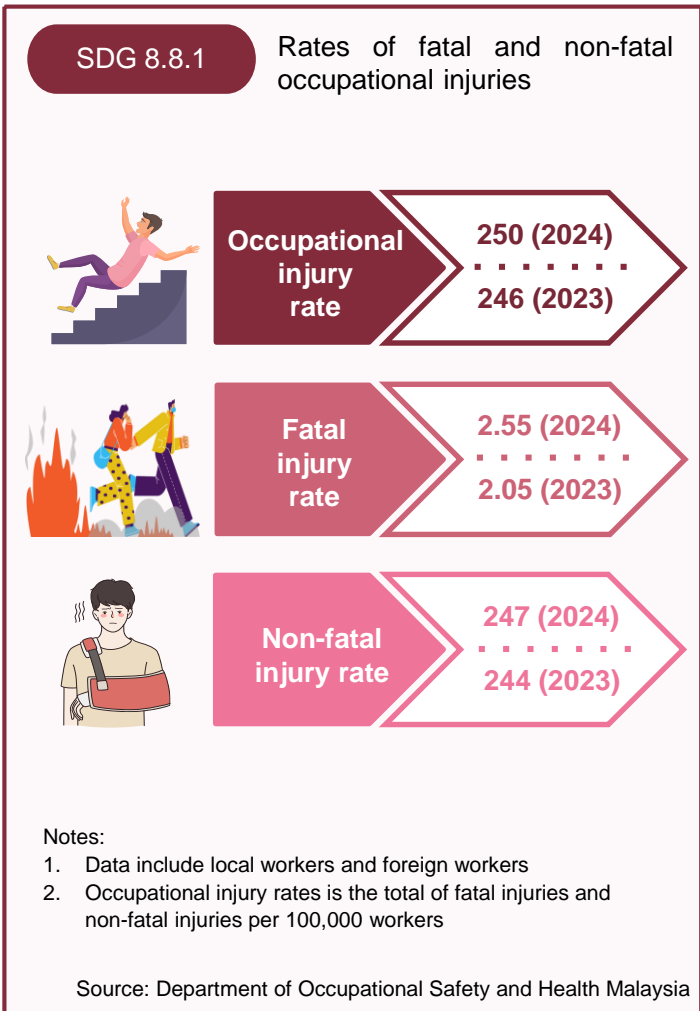 SDG 8.8.1
Rates of fatal and non-fatal
occupational injuries
Occupational
injury
rate
250 (2024)
246 (2023)
Fatal
injury
rate
2.55 (2024)
2.05 (2023)
Non-fatal
injury rate
247 (2024)
244 (2023)
Notes:
1. Data include local workers and foreign workers
2. Occupational injury rates is the total of fatal injuries and
non-fatal injuries per 100,000 workers
Source: Department of Occupational Safety and Health Malaysia